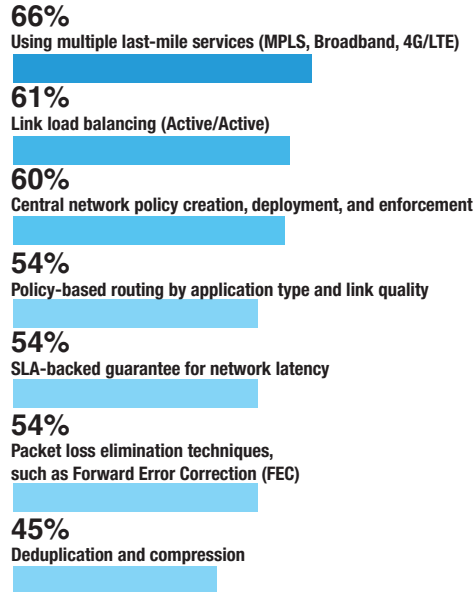 66%
Using multiple last-mile services (MPLS, Broadband, 4G/LTE)
61%
Link load balancing (Active/Active)
60%
Central network policy creation, deployment, and enforcement
54%
Policy-based routing by application type and link quality
54%
SLA-backed guarantee for network latency
54%
Packet loss elimination techniques,
such as Forward Error Correction (FEC)
45%
Deduplication and compression